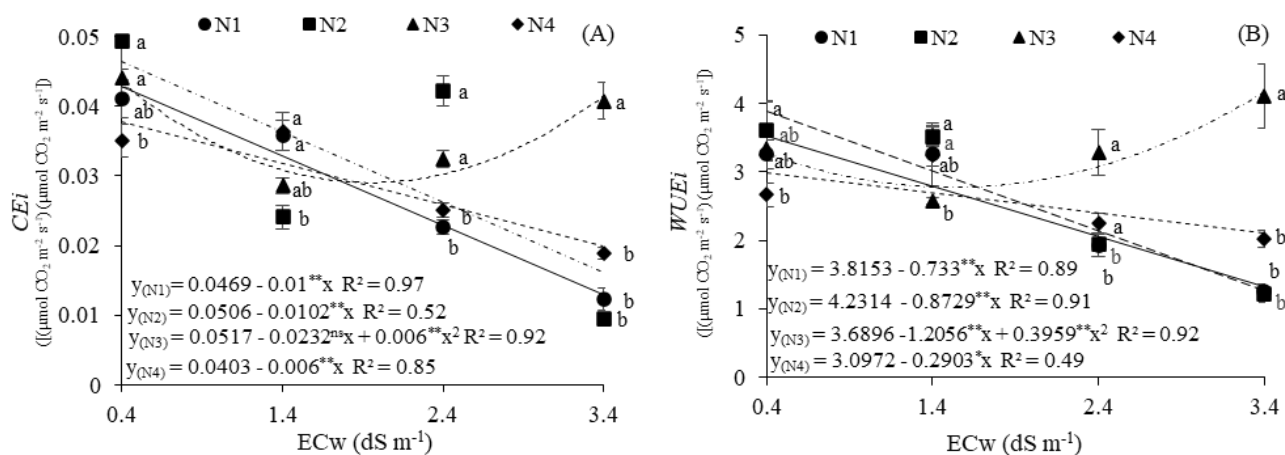 N1 N2 N3 N4 (A)
0.05
0.04
0.03
0.02
0.01
0
CEi
([(µmol CO₂ m⁻² s⁻¹) (µmol CO₂ m⁻² s⁻¹)])
a
a
ab
b
a
a
ab
b
a
a
b
b
a
b
b
b
y(N1) = 0.0469 - 0.01**x R² = 0.97
y(N2) = 0.0506 - 0.0102**x R² = 0.52
y(N3) = 0.0517 - 0.0232ⁿˢx + 0.006**x² R² = 0.92
y(N4) = 0.0403 - 0.006**x R² = 0.85
0.4 1.4 2.4 3.4
ECw (dS m⁻¹)
N1 N2 N3 N4 (B)
5
4
3
2
1
0
WUEi
([(µmol CO₂ m⁻² s⁻¹) (µmol CO₂ m⁻² s⁻¹)])
a
ab
ab
b
a
a
ab
b
a
a
b
b
a
b
b
b
y(N1) = 3.8153 - 0.733**x R² = 0.89
y(N2) = 4.2314 - 0.8729**x R² = 0.91
y(N3) = 3.6896 -1.2056**x + 0.3959**x² R² = 0.92
y(N4) = 3.0972 - 0.2903*x R² = 0.49
0.4 1.4 2.4 3.4
ECw (dS m⁻¹)